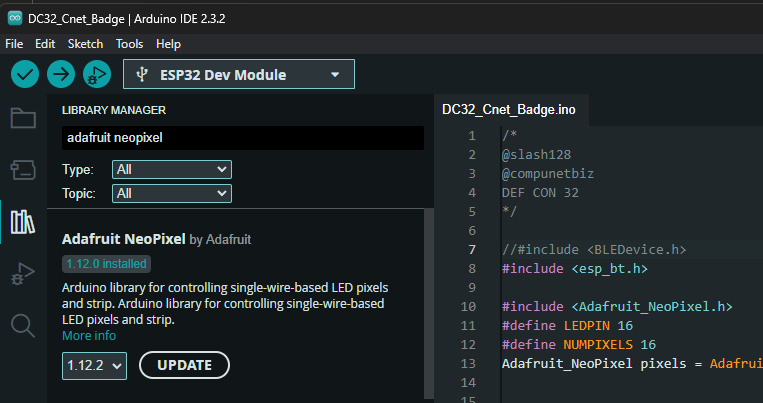 DC32_Cnet_Badge | Arduino IDE 2.3.2
File Edit Sketch Tools Help
ESP32 Dev Module
LIBRARY MANAGER
adafruit neopixel
Type: All
Topic: All
Adafruit NeoPixel by Adafruit
1.12.0 installed
Arduino library for controlling single-wire-based LED pixels
and strip. Arduino library for controlling single-wire-based
LED pixels and strip.
More info
1.12.2 UPDATE
DC32_Cnet_Badge.ino
1 /*
2 @slash128
3 @compunetbiz
4 DEF CON 32
5 */
6
7 //#include <BLEDevice.h>
8 #include <esp_bt.h>
9
10 #include <Adafruit_NeoPixel.h>
11 #define LEDPIN 16
12 #define NUMPIXELS 16
13 Adafruit_NeoPixel pixels = Adafrui
14
15